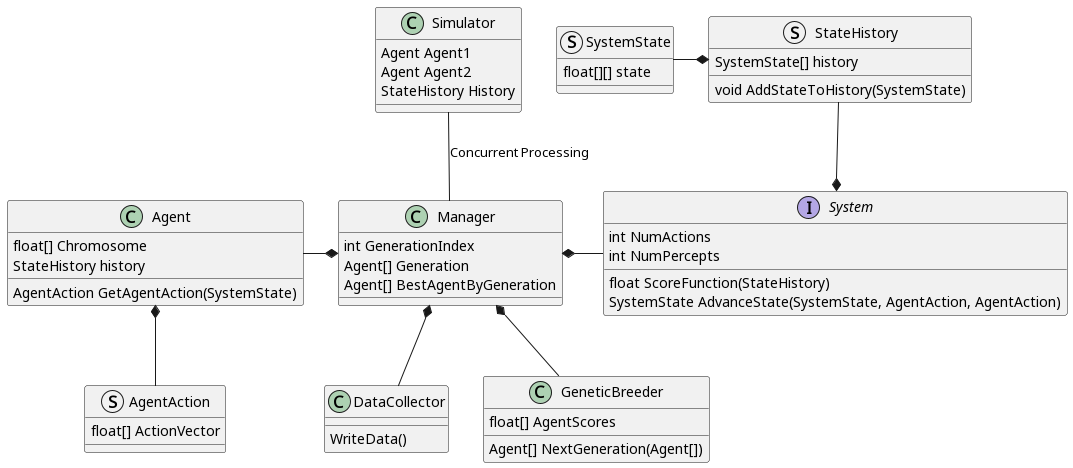 C Simulator
Agent Agent1
Agent Agent2
StateHistory History
S SystemState
float[][] state
S StateHistory
SystemState[] history
void AddStateToHistory(SystemState)
Concurrent Processing
C Agent
float[] Chromosome
StateHistory history
AgentAction GetAgentAction(SystemState)
C Manager
int GenerationIndex
Agent[] Generation
Agent[] BestAgentByGeneration
I System
int NumActions
int NumPercepts
float ScoreFunction(StateHistory)
SystemState AdvanceState(SystemState, AgentAction, AgentAction)
S AgentAction
float[] ActionVector
C DataCollector
WriteData()
C GeneticBreeder
float[] AgentScores
Agent[] NextGeneration(Agent[])